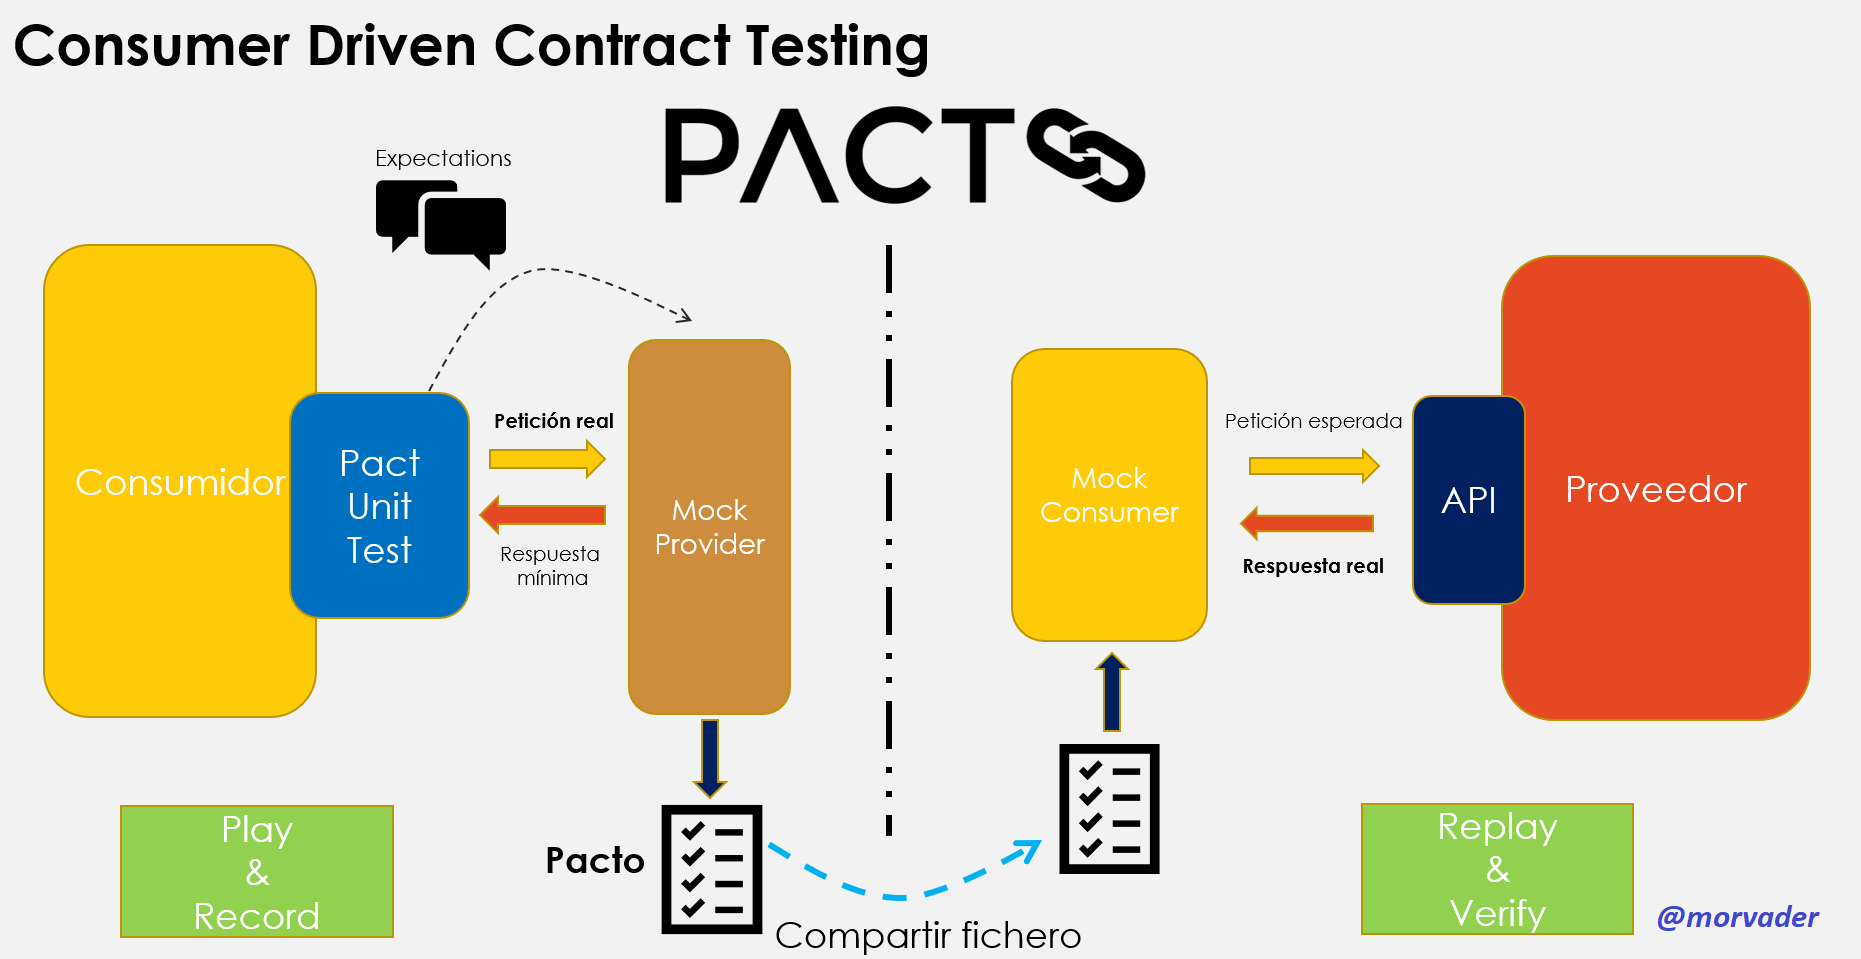 Consumer Driven Contract Testing
PACT
Expectations
Consumidor
Pact
Unit
Test
Petición real
Respuesta
mínima
Mock
Provider
Mock
Consumer
Petición esperada
Respuesta real
API
Proveedor
Play
&
Record
Pacto
Compartir fichero
Replay
&
Verify
@morvader